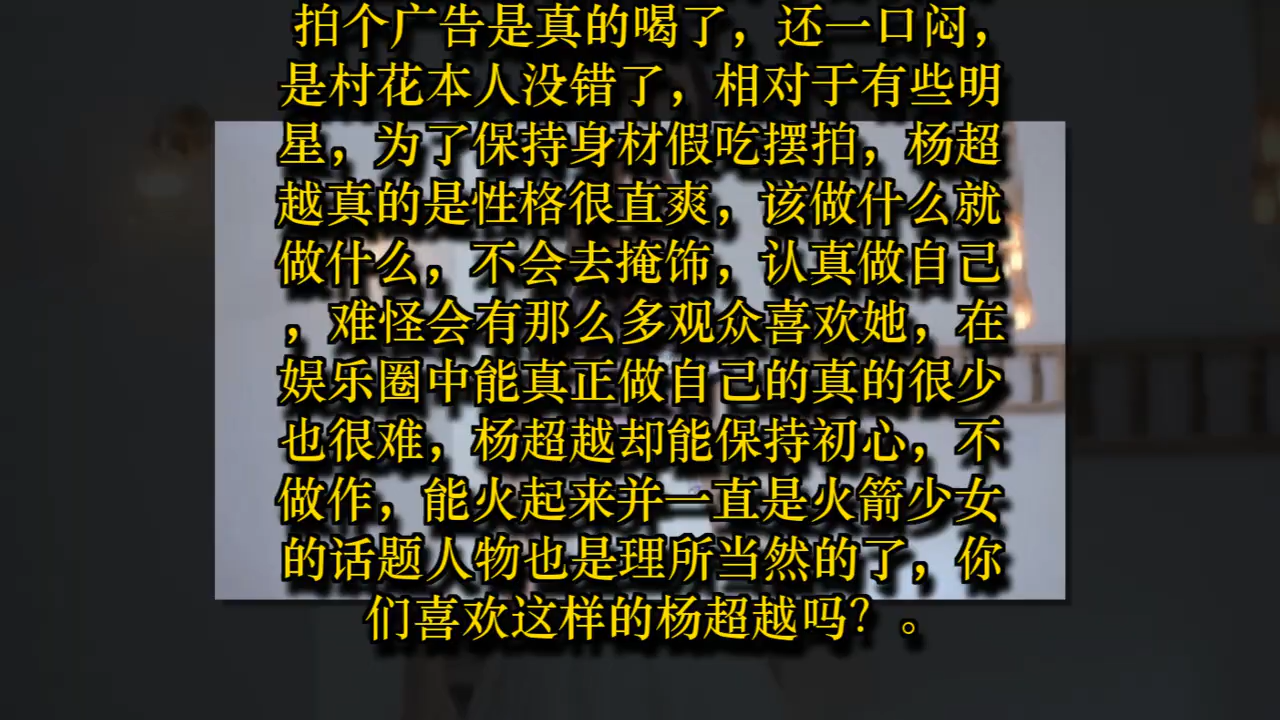 拍个广告是真的喝了，还一口闷，
是村花本人没错了，相对于有些明
星，为了保持身材假吃摆拍，杨超
越真的是性格很直爽，该做什么就
做什么，不会去掩饰，认真做自己
，难怪会有那么多观众喜欢她，在
娱乐圈中能真正做自己的真的很少
也很难，杨超越却能保持初心，不
做作，能火起来并一直是火箭少女
的话题人物也是理所当然的了，你
们喜欢这样的杨超越吗？。